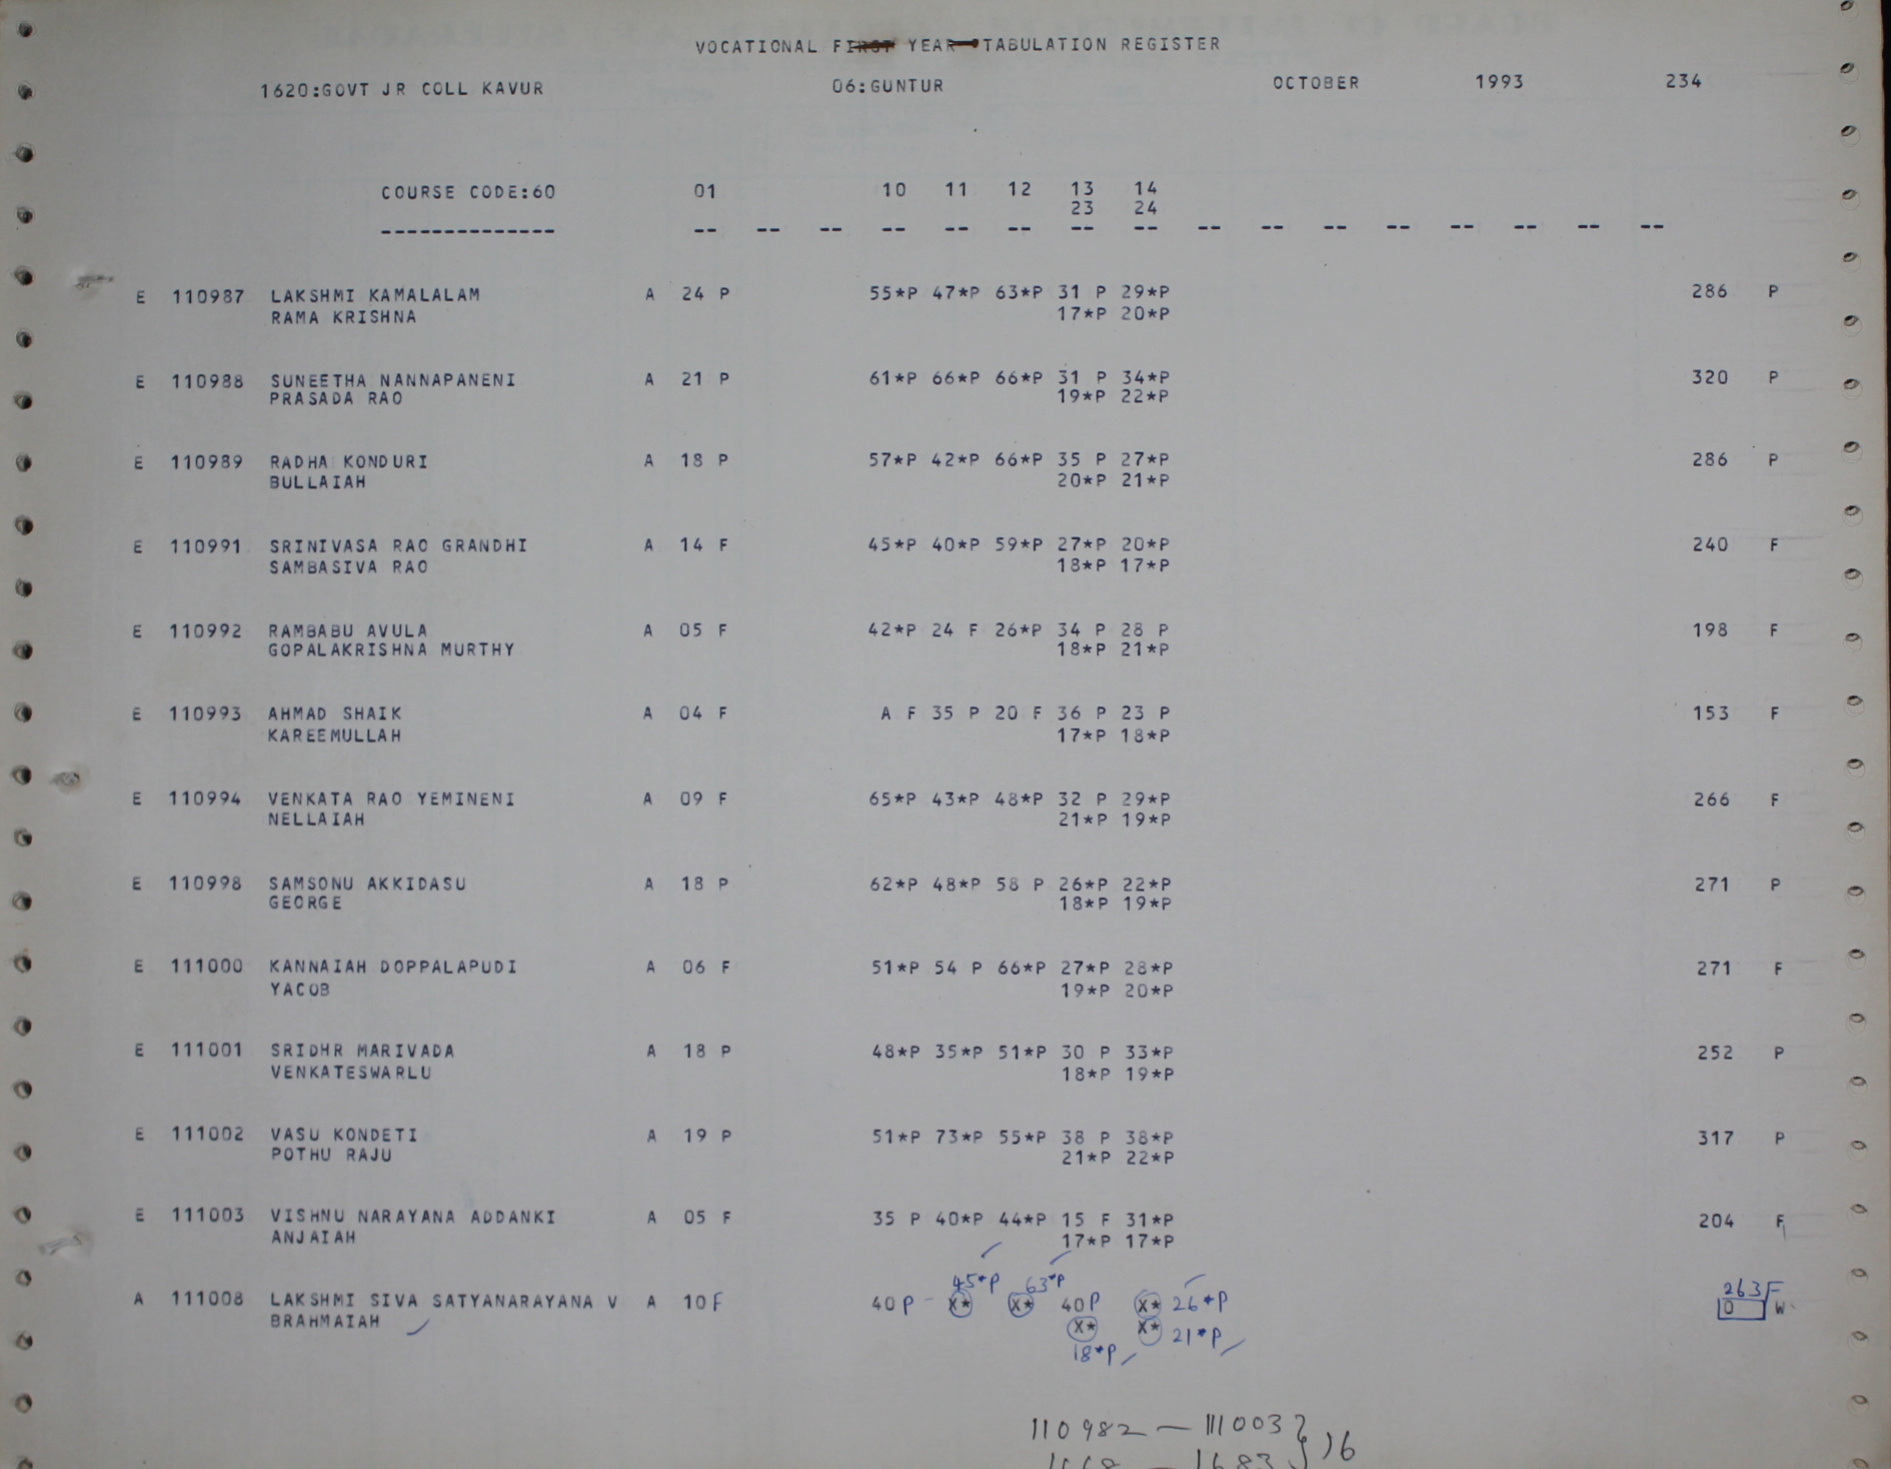 VOCATIONAL FIRST YEAR TABULATION REGISTER
1620:GOVT JR COLL KAVUR 06:GUNTUR OCTOBER 1993 234
COURSE CODE:60 01 10 11 12 13 14
23 24
-------------- -- -- -- -- -- -- -- -- -- -- -- -- -- -- -- --
E 110987 LAKSHMI KAMALALAM A 24 P 55*P 47*P 63*P 31 P 29*P 286 P
RAMA KRISHNA 17*P 20*P
E 110988 SUNEETHA NANNAPANENI A 21 P 61*P 66*P 66*P 31 P 34*P 320 P
PRASADA RAO 19*P 22*P
E 110989 RADHA KONDURI A 18 P 57*P 42*P 66*P 35 P 27*P 286 P
BULLAIAH 20*P 21*P
E 110991 SRINIVASA RAO GRANDHI A 14 F 45*P 40*P 59*P 27*P 20*P 240 F
SAMBASIVA RAO 18*P 17*P
E 110992 RAMBABU AVULA A 05 F 42*P 24 F 26*P 34 P 28 P 198 F
GOPALAKRISHNA MURTHY 18*P 21*P
E 110993 AHMAD SHAIK A 04 F A F 35 P 20 F 36 P 23 P 153 F
KAREEMULLAH 17*P 18*P
E 110994 VENKATA RAO YEMINENI A 09 F 65*P 43*P 48*P 32 P 29*P 266 F
NELLAIAH 21*P 19*P
E 110998 SAMSONU AKKIDASU A 18 P 62*P 48*P 58 P 26*P 22*P 271 P
GEORGE 18*P 19*P
E 111000 KANNAIAH DOPPALAPUDI A 06 F 51*P 54 P 66*P 27*P 28*P 271 F
YACOB 19*P 20*P
E 111001 SRIDHR MARIVADA A 18 P 48*P 35*P 51*P 30 P 33*P 252 P
VENKATESWARLU 18*P 19*P
E 111002 VASU KONDETI A 19 P 51*P 73*P 55*P 38 P 38*P 317 P
POTHU RAJU 21*P 22*P
E 111003 VISHNU NARAYANA ADDANKI A 05 F 35 P 40*P 44*P 15 F 31*P 204 F
ANJAIAH 17*P 17*P
45*P 63*P 263 F
A 111008 LAKSHMI SIVA SATYANARAYANA V A 10 F 40 P X* X* 40 P X* 26*P 0 W
BRAHMAIAH X* X* 21*P
18*P
110982 — 111003 } 16
— 1683